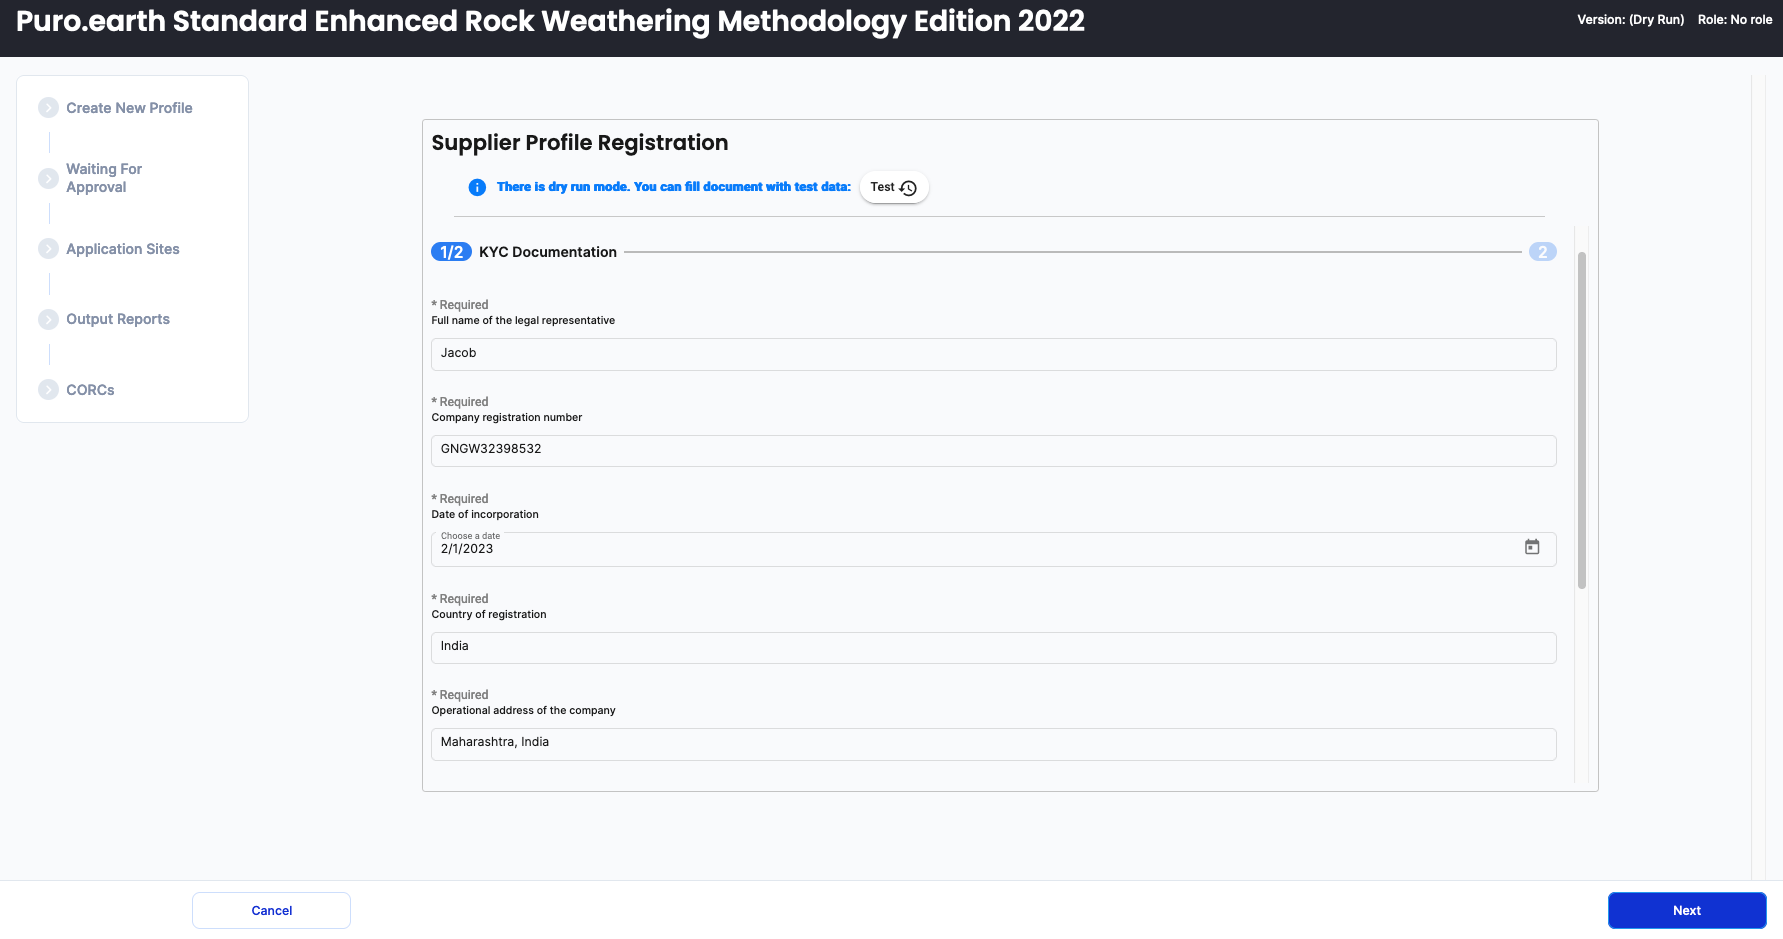 Puro.earth Standard Enhanced Rock Weathering Methodology Edition 2022
Version: (Dry Run) Role: No role
Create New Profile
Waiting For
Approval
Application Sites
Output Reports
CORCs
Supplier Profile Registration
There is dry run mode. You can fill document with test data:
Test
1/2 KYC Documentation 2
* Required
Full name of the legal representative
Jacob
* Required
Company registration number
GNGW32398532
* Required
Date of incorporation
Choose a date
2/1/2023
* Required
Country of registration
India
* Required
Operational address of the company
Maharashtra, India
Cancel
Next